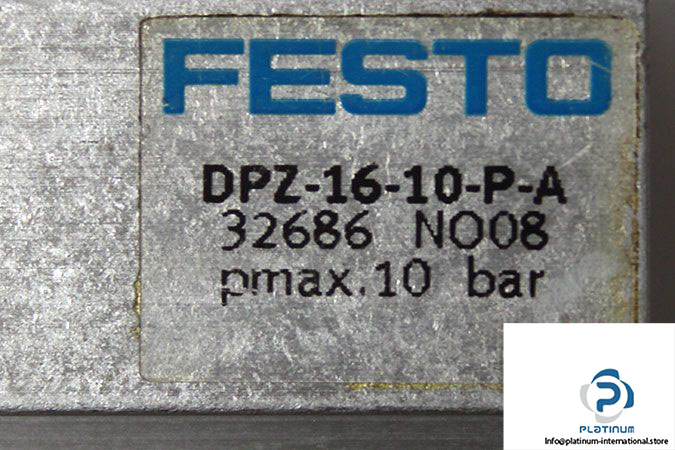 FESTO
DPZ-16-10-P-A
32686 NO08
pmax.10 bar
PLATINUM
Info@platinum-international.store